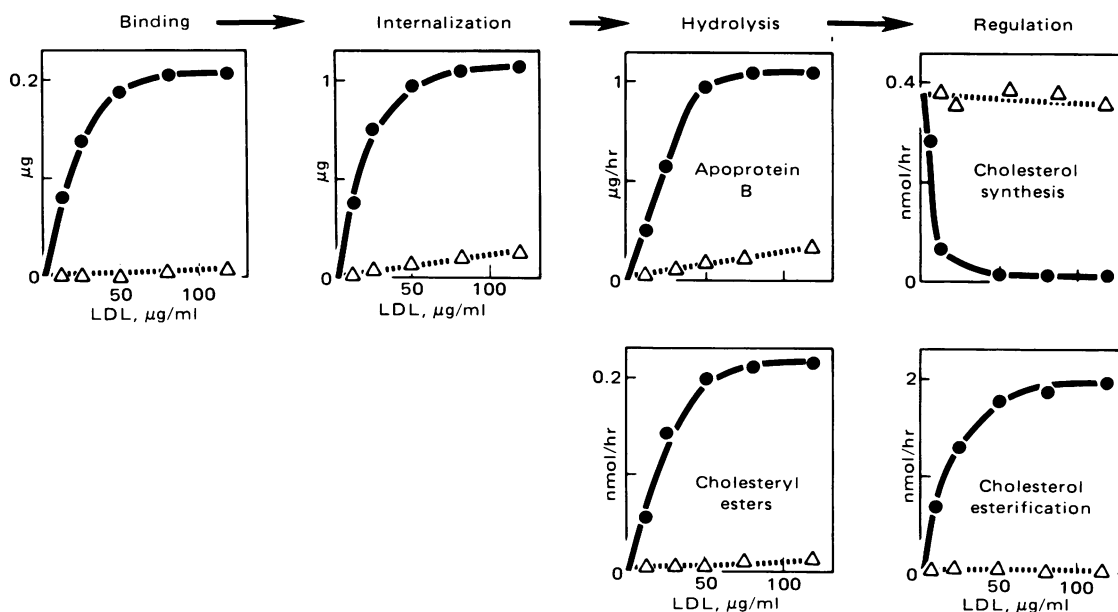 Binding
Internalization
Hydrolysis
Regulation
0.2
µg
0
50
100
LDL, µg/ml
1
µg
0
50
100
LDL, µg/ml
1
µg/hr
0
Apoprotein
B
0.4
nmol/hr
0
Cholesterol
synthesis
0.2
nmol/hr
0
Cholesteryl
esters
50
100
LDL, µg/ml
2
nmol/hr
0
Cholesterol
esterification
50
100
LDL, µg/ml